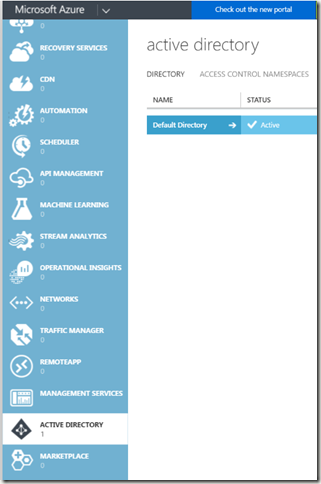 Microsoft Azure
Check out the new portal
0
RECOVERY SERVICES
0
CDN
0
AUTOMATION
0
SCHEDULER
0
API MANAGEMENT
0
MACHINE LEARNING
0
STREAM ANALYTICS
0
OPERATIONAL INSIGHTS
0
NETWORKS
0
TRAFFIC MANAGER
0
REMOTEAPP
0
MANAGEMENT SERVICES
ACTIVE DIRECTORY
1
MARKETPLACE
0
active directory
DIRECTORY ACCESS CONTROL NAMESPACES
NAME STATUS
Default Directory Active